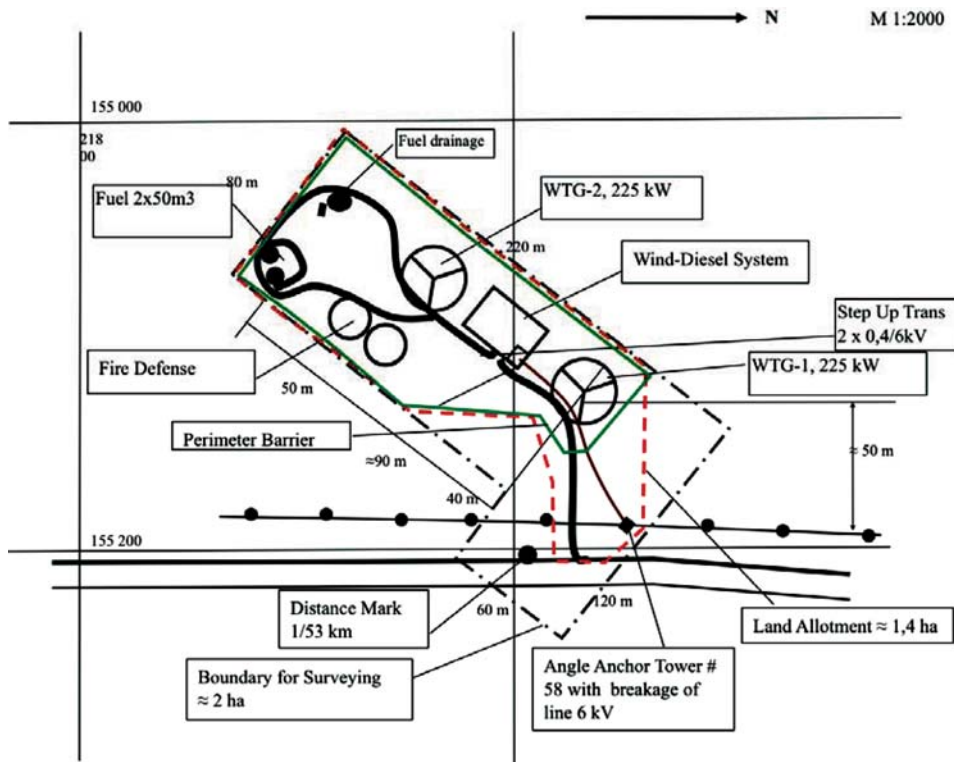 N
M 1:2000
155 000
218
00
Fuel drainage
80 m
Fuel 2x50m3
WTG-2, 225 kW
220 m
Wind-Diesel System
Step Up Trans
2 x 0,4/6kV
Fire Defense
WTG-1, 225 kW
50 m
Perimeter Barrier
≈ 50 m
≈90 m
40 m
155 200
Distance Mark
1/53 km
60 m
120 m
Land Allotment ≈ 1,4 ha
Boundary for Surveying
≈ 2 ha
Angle Anchor Tower #
58 with breakage of
line 6 kV